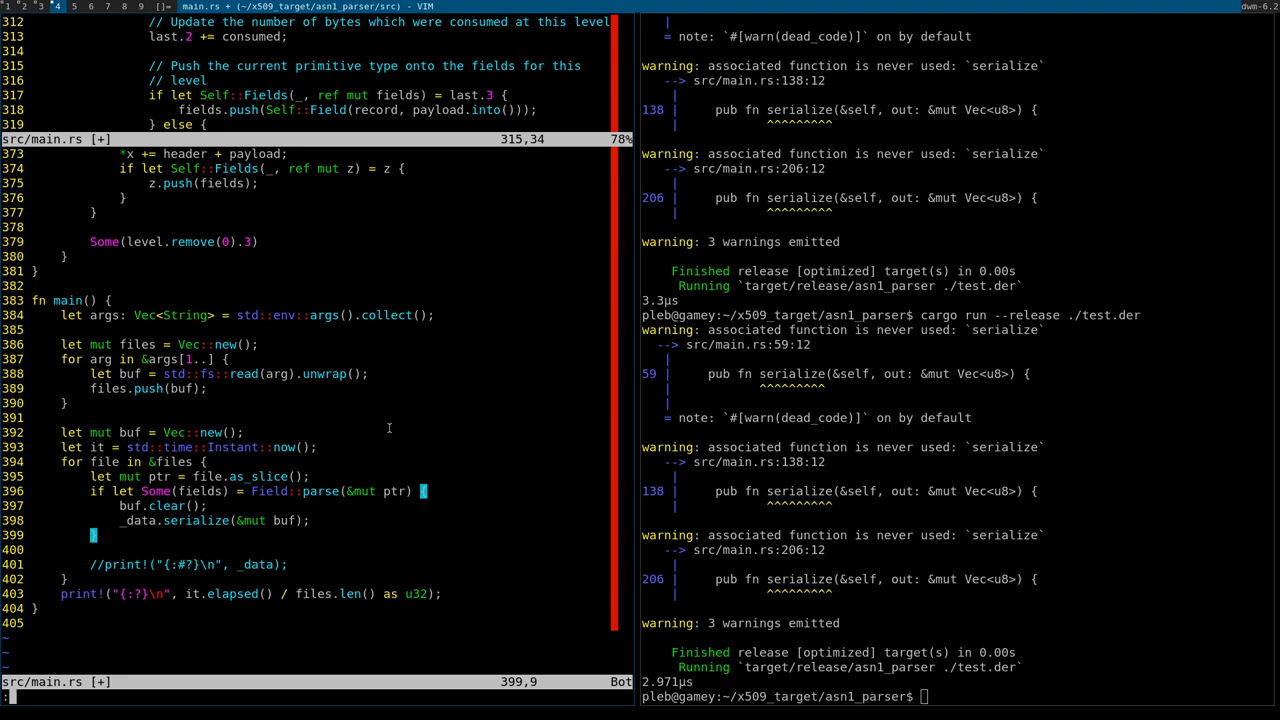 1 2 3 4 5 6 7 8 9 []= main.rs + (~/x509_target/asn1_parser/src) - VIM dwm-6.2
312 // Update the number of bytes which were consumed at this level
313 last.2 += consumed;
314
315 // Push the current primitive type onto the fields for this
316 // level
317 if let Self::Fields(_, ref mut fields) = last.3 {
318 fields.push(Self::Field(record, payload.into()));
319 } else {
src/main.rs [+] 315,34 78%
373 *x += header + payload;
374 if let Self::Fields(_, ref mut z) = z {
375 z.push(fields);
376 }
377 }
378
379 Some(level.remove(0).3)
380 }
381 }
382
383 fn main() {
384 let args: Vec<String> = std::env::args().collect();
385
386 let mut files = Vec::new();
387 for arg in &args[1..] {
388 let buf = std::fs::read(arg).unwrap();
389 files.push(buf);
390 }
391
392 let mut buf = Vec::new();
393 let it = std::time::Instant::now();
394 for file in &files {
395 let mut ptr = file.as_slice();
396 if let Some(fields) = Field::parse(&mut ptr) {
397 buf.clear();
398 _data.serialize(&mut buf);
399 }
400
401 //print!("{:#?}\n", _data);
402 }
403 print!("{:?}\n", it.elapsed() / files.len() as u32);
404 }
405
~
~
~
src/main.rs [+] 399,9 Bot
:
|
= note: `#[warn(dead_code)]` on by default
warning: associated function is never used: `serialize`
--> src/main.rs:138:12
|
138 | pub fn serialize(&self, out: &mut Vec<u8>) {
| ^^^^^^^^^
warning: associated function is never used: `serialize`
--> src/main.rs:206:12
|
206 | pub fn serialize(&self, out: &mut Vec<u8>) {
| ^^^^^^^^^
warning: 3 warnings emitted
Finished release [optimized] target(s) in 0.00s
Running `target/release/asn1_parser ./test.der`
3.3µs
pleb@gamey:~/x509_target/asn1_parser$ cargo run --release ./test.der
warning: associated function is never used: `serialize`
--> src/main.rs:59:12
|
59 | pub fn serialize(&self, out: &mut Vec<u8>) {
| ^^^^^^^^^
|
= note: `#[warn(dead_code)]` on by default
warning: associated function is never used: `serialize`
--> src/main.rs:138:12
|
138 | pub fn serialize(&self, out: &mut Vec<u8>) {
| ^^^^^^^^^
warning: associated function is never used: `serialize`
--> src/main.rs:206:12
|
206 | pub fn serialize(&self, out: &mut Vec<u8>) {
| ^^^^^^^^^
warning: 3 warnings emitted
Finished release [optimized] target(s) in 0.00s
Running `target/release/asn1_parser ./test.der`
2.971µs
pleb@gamey:~/x509_target/asn1_parser$